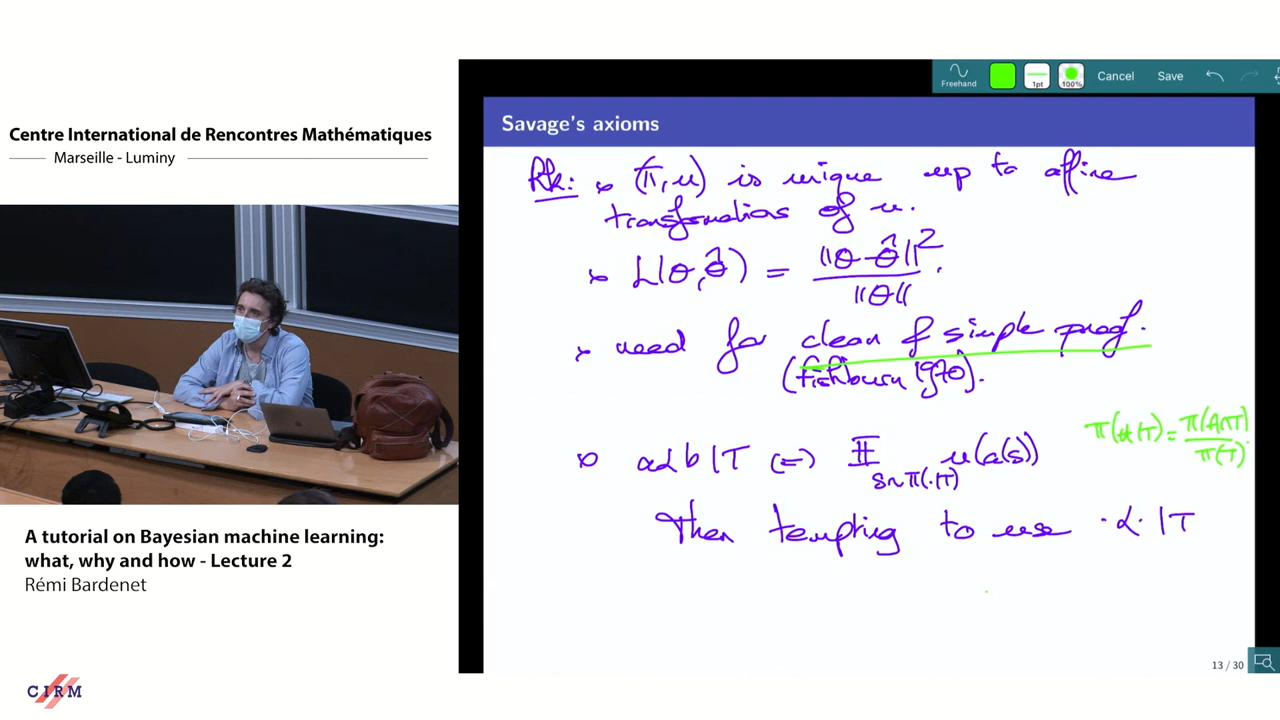 Centre International de Rencontres Mathématiques
Marseille - Luminy
A tutorial on Bayesian machine learning:
what, why and how - Lecture 2
Rémi Bardenet
CIRM
Freehand
1pt
100%
Cancel
Save
Savage's axioms
Rk: × (π, u) is unique up to affine
transformations of u.
× L(θ, θ̂) = ||θ-θ̂||² / ||θ|| .
× need for clean & simple proof.
(Fishburn 1970).
π(A|T) = π(A∩T) / π(T) .
× a ≺ b | T (=) 𝔼 s∼π(.|T) u(a(s))
Then tempting to use . ≺ . | T
13 / 30